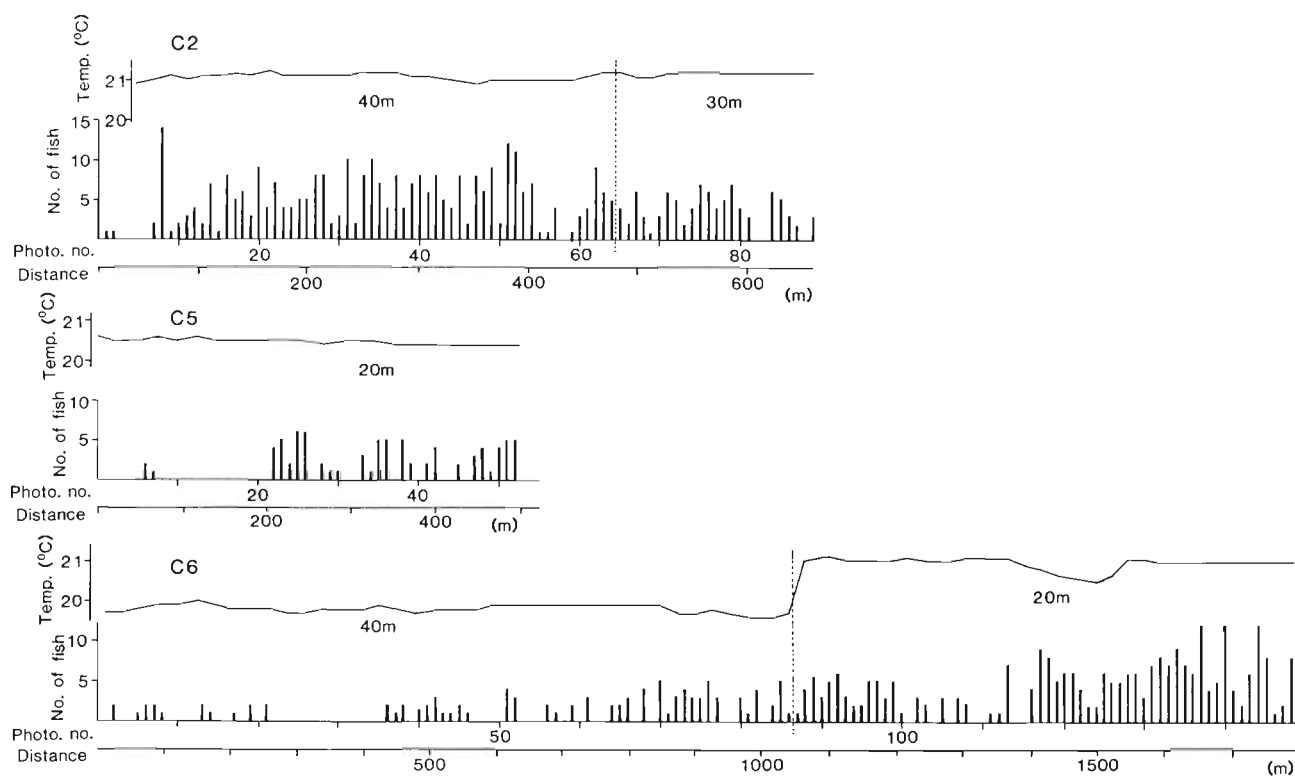 C2
Temp. (°C)
21
20
40m
30m
No. of fish
15
10
5
Photo. no.
20
40
60
80
Distance
200
400
600
(m)
C5
Temp. (°C)
21
20
20m
No. of fish
10
5
Photo. no.
20
40
Distance
200
400
(m)
C6
Temp. (°C)
21
20
40m
20m
No. of fish
10
5
Photo. no.
50
100
Distance
500
1000
1500
(m)